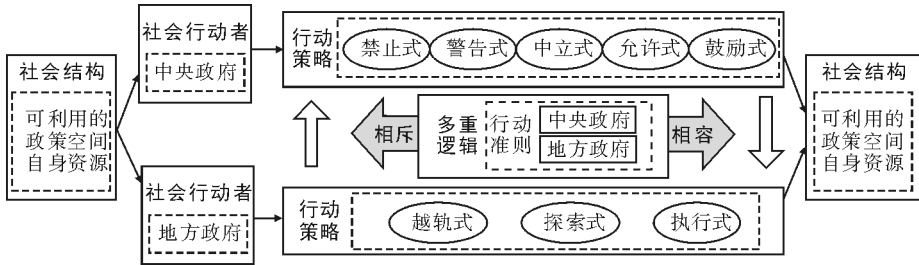 社会结构
可利用的
政策空间
自身资源
社会行动者
中央政府
社会行动者
地方政府
行动
策略
禁止式 警告式 中立式 允许式 鼓励式
相斥
多重
逻辑
行动
准则
中央政府
地方政府
相容
行动
策略
越轨式 探索式 执行式
社会结构
可利用的
政策空间
自身资源